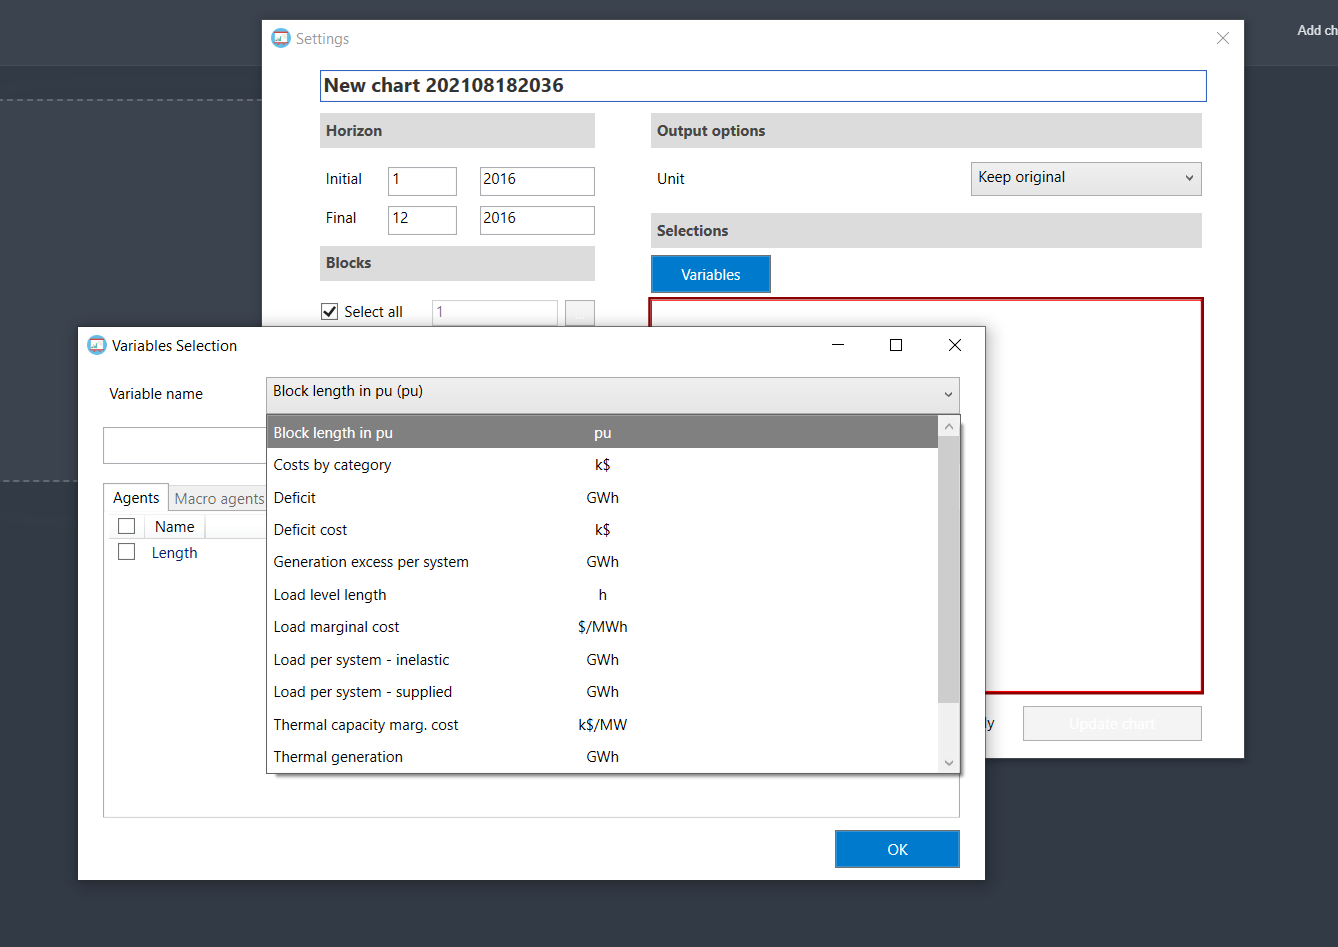 Add ch
Settings
New chart 202108182036
Horizon
Output options
Initial 1 2016
Unit Keep original
Final 12 2016
Selections
Blocks
Variables
Select all 1
Variables Selection
Variable name Block length in pu (pu)
Block length in pu pu
Costs by category k$
Deficit GWh
Agents Macro agents
Name
Deficit cost k$
Length
Generation excess per system GWh
Load level length h
Load marginal cost $/MWh
Load per system - inelastic GWh
Load per system - supplied GWh
Thermal capacity marg. cost k$/MW
Thermal generation GWh
ly
Update chart
OK